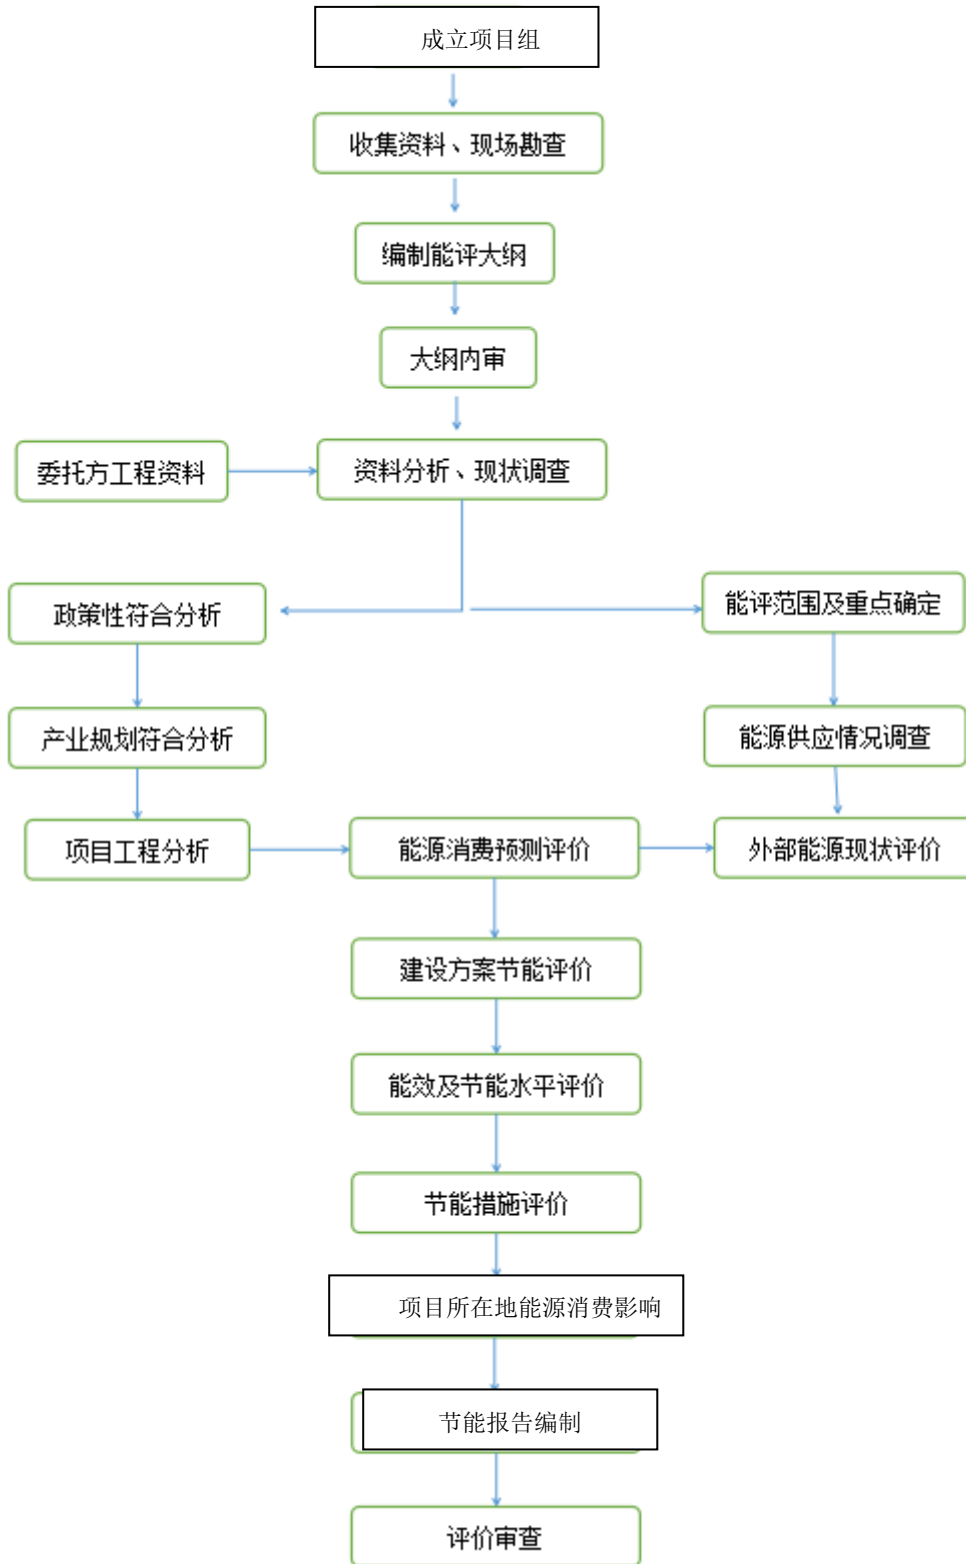 成立项目组
收集资料、现场勘查
编制能评大纲
大纲内审
委托方工程资料
资料分析、现状调查
政策性符合分析
能评范围及重点确定
产业规划符合分析
能源供应情况调查
项目工程分析
能源消费预测评价
外部能源现状评价
建设方案节能评价
能效及节能水平评价
节能措施评价
项目所在地能源消费影响
节能报告编制
评价审查